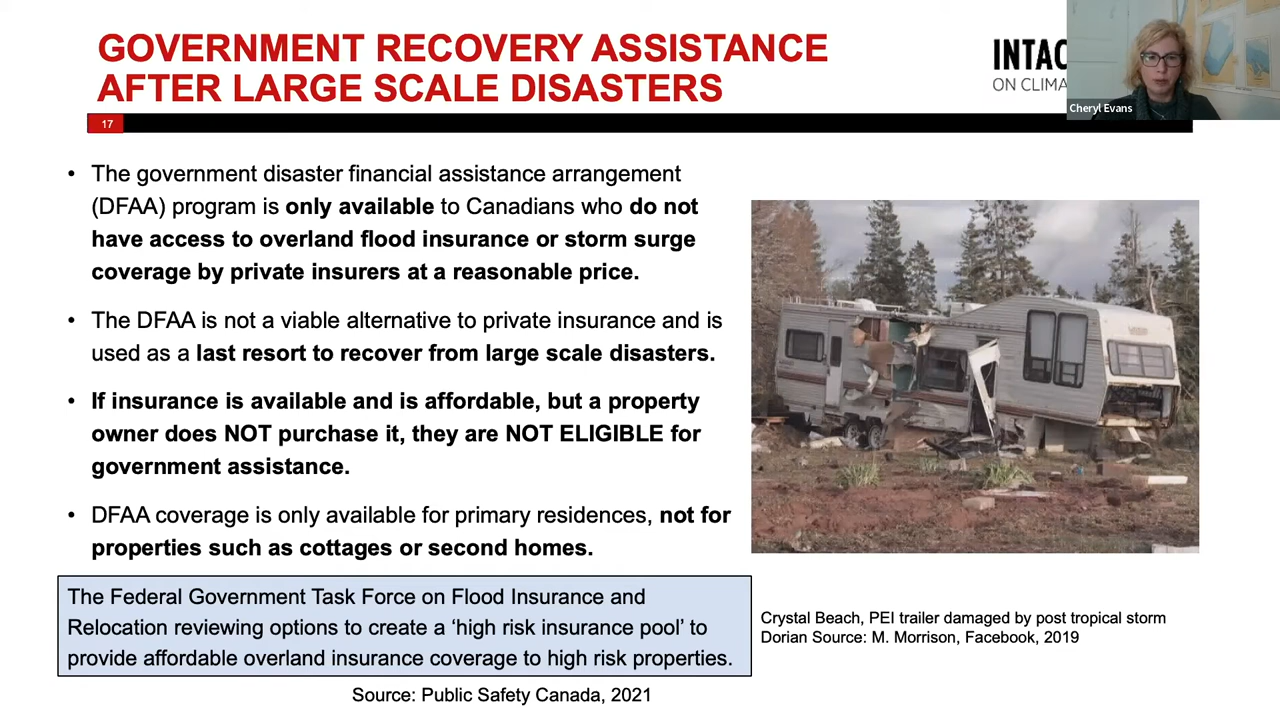 GOVERNMENT RECOVERY ASSISTANCE
AFTER LARGE SCALE DISASTERS
INTAC
ON CLIMA
Cheryl Evans
17
• The government disaster financial assistance arrangement
(DFAA) program is only available to Canadians who do not
have access to overland flood insurance or storm surge
coverage by private insurers at a reasonable price.
• The DFAA is not a viable alternative to private insurance and is
used as a last resort to recover from large scale disasters.
• If insurance is available and is affordable, but a property
owner does NOT purchase it, they are NOT ELIGIBLE for
government assistance.
• DFAA coverage is only available for primary residences, not for
properties such as cottages or second homes.
The Federal Government Task Force on Flood Insurance and
Relocation reviewing options to create a ‘high risk insurance pool’ to
provide affordable overland insurance coverage to high risk properties.
Source: Public Safety Canada, 2021
Crystal Beach, PEI trailer damaged by post tropical storm
Dorian Source: M. Morrison, Facebook, 2019